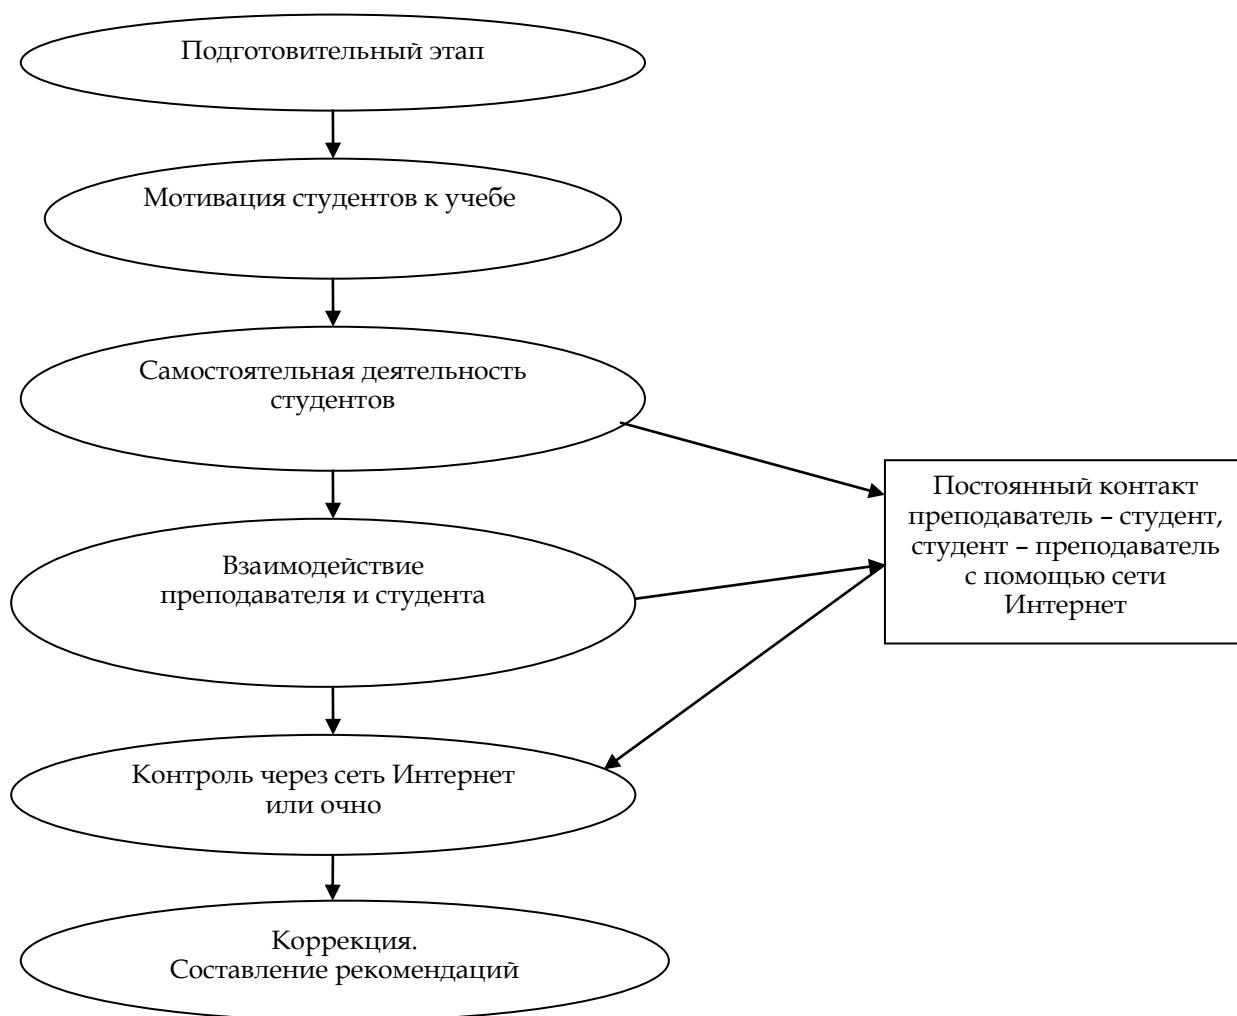 Подготовительный этап
Мотивация студентов к учебе
Самостоятельная деятельность
студентов
Постоянный контакт
преподаватель – студент,
студент – преподаватель
с помощью сети
Интернет
Взаимодействие
преподавателя и студента
Контроль через сеть Интернет
или очно
Коррекция.
Составление рекомендаций